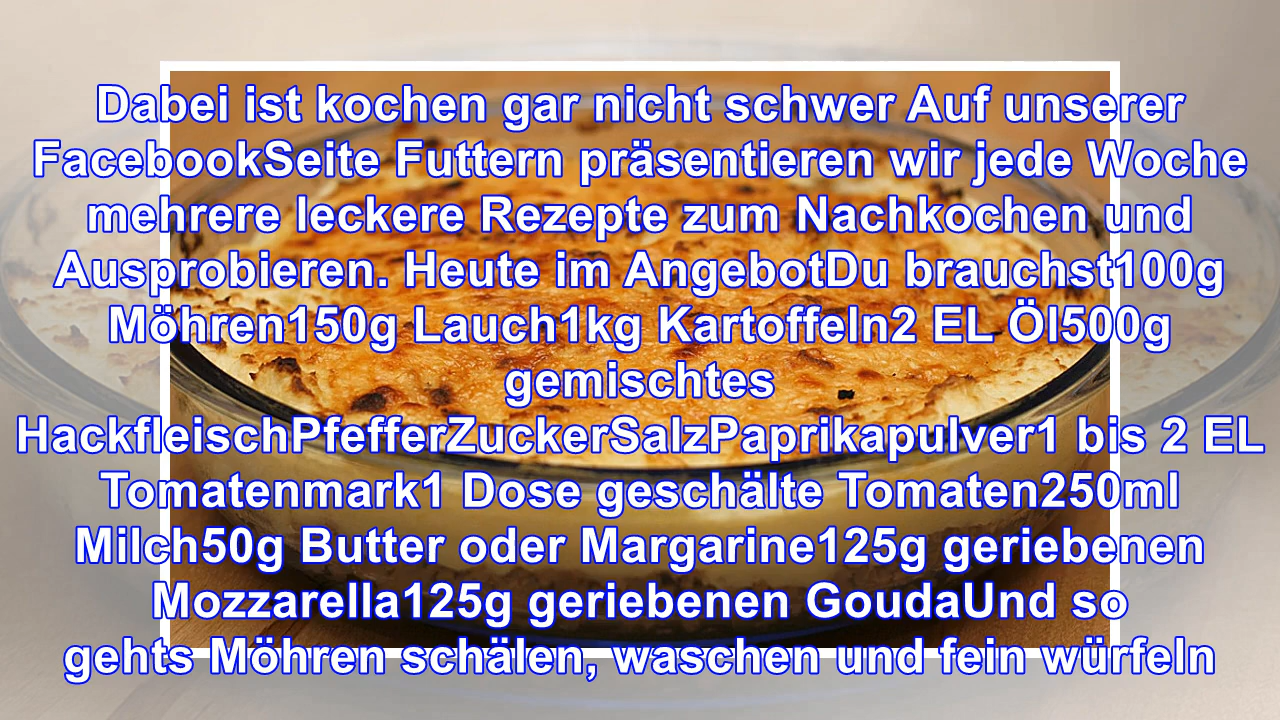 Dabei ist kochen gar nicht schwer Auf unserer
FacebookSeite Futtern präsentieren wir jede Woche
mehrere leckere Rezepte zum Nachkochen und
Ausprobieren. Heute im AngebotDu brauchst100g
Möhren150g Lauch1kg Kartoffeln2 EL Öl500g
gemischtes
HackfleischPfefferZuckerSalzPaprikapulver1 bis 2 EL
Tomatenmark1 Dose geschälte Tomaten250ml
Milch50g Butter oder Margarine125g geriebenen
Mozzarella125g geriebenen GoudaUnd so
gehts Möhren schälen, waschen und fein würfeln